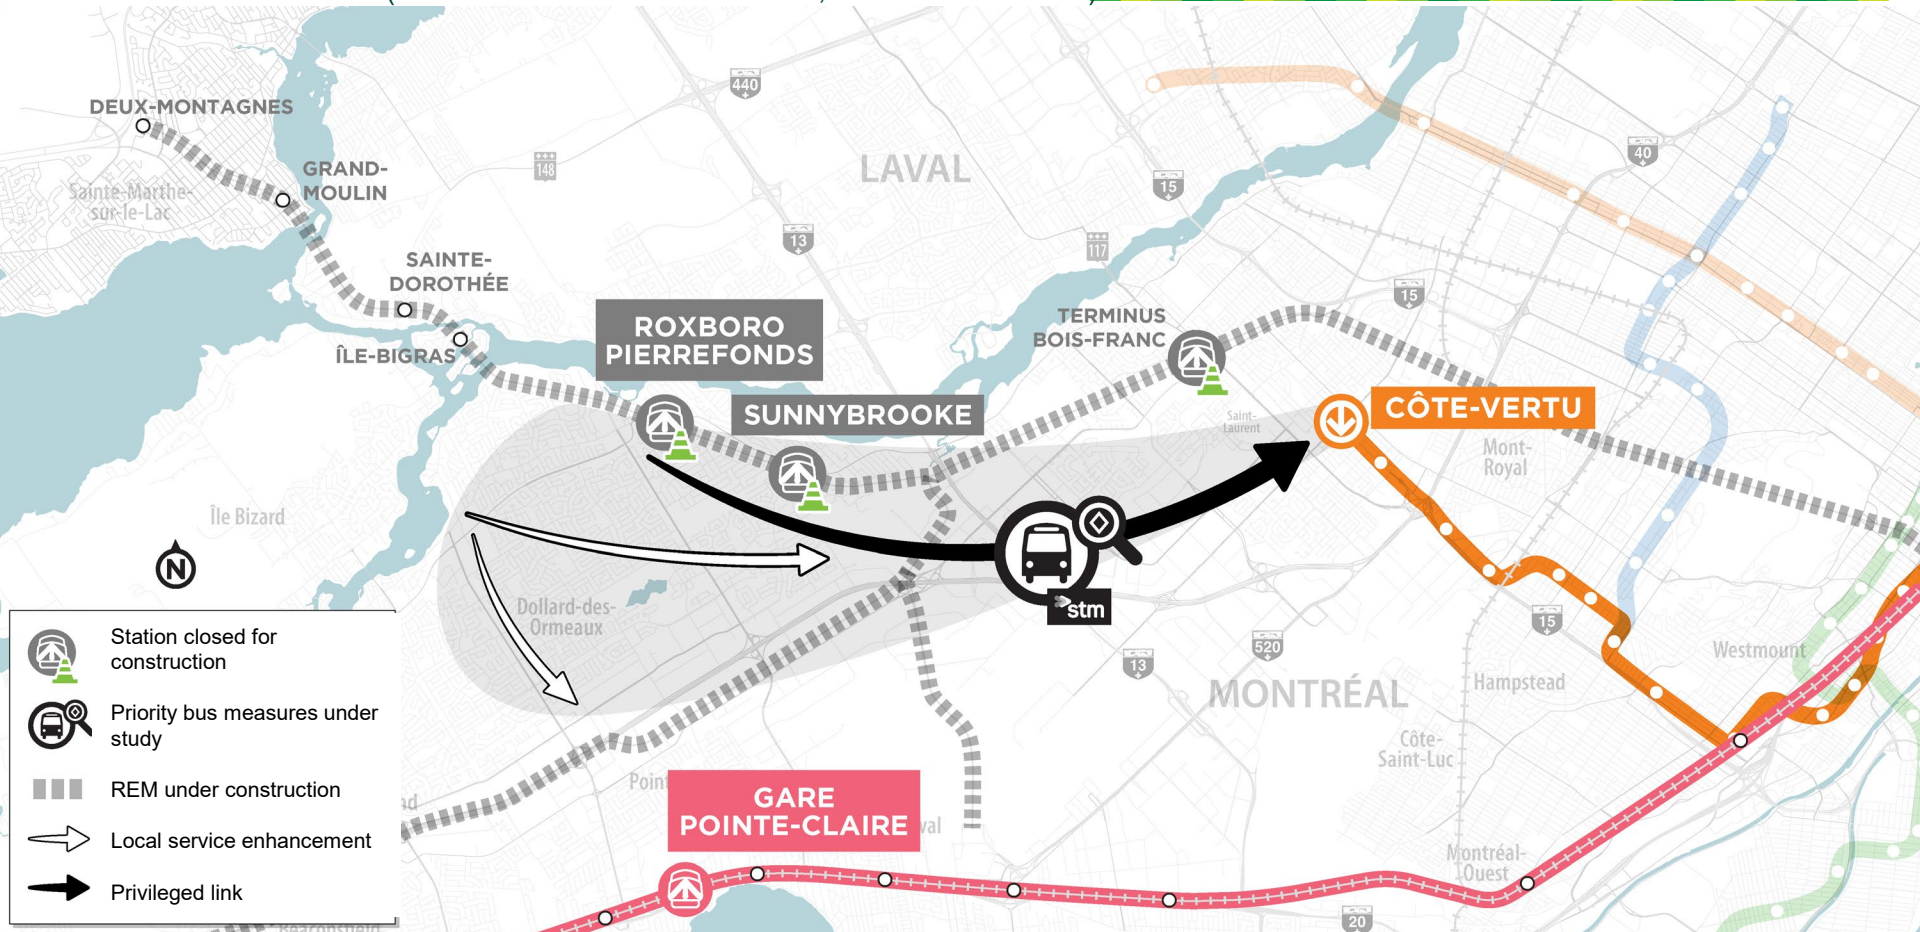 440
DEUX-MONTAGNES
40
GRAND-
MOULIN
148
LAVAL
15
Sainte-Marthe-
sur-le-Lac
13
117
SAINTE-
DOROTHÉE
15
ROXBORO
PIERREFONDS
TERMINUS
BOIS-FRANC
ÎLE-BIGRAS
SUNNYBROOKE
CÔTE-VERTU
Saint-
Laurent
Mont-
Royal
Île Bizard
N
Dollard-des-
Ormeaux
stm
15
520
13
Westmount
Hampstead
MONTRÉAL
Côte-
Saint-Luc
Station closed for
construction
Priority bus measures under
study
REM under construction
Local service enhancement
Privileged link
Point
GARE
POINTE-CLAIRE
val
Montréal-
Ouest
20
Beaconsfield